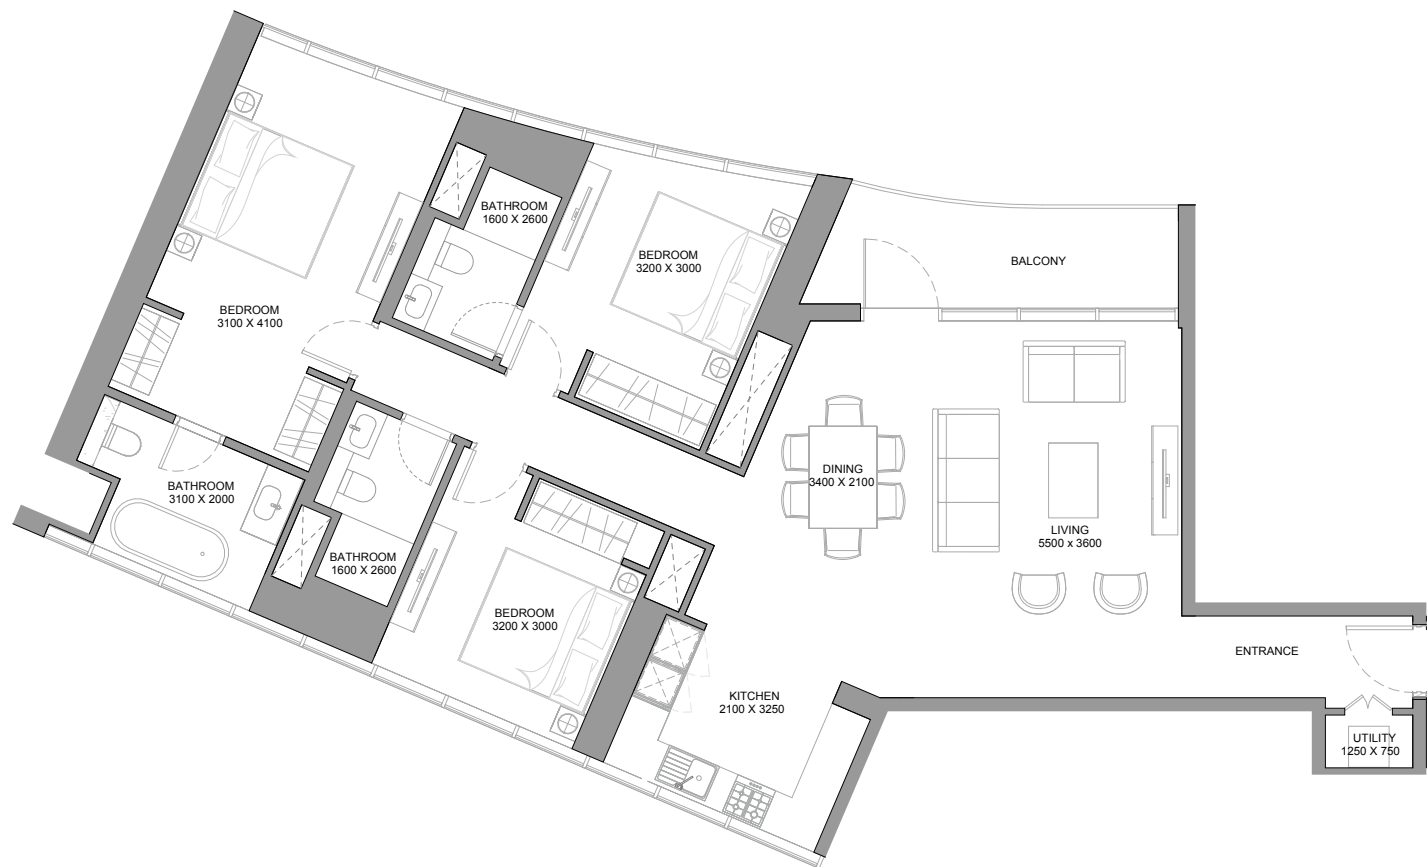 BATHROOM
1600 X 2600
BEDROOM
3200 X 3000
BALCONY
BEDROOM
3100 X 4100
DINING
3400 X 2100
BATHROOM
3100 X 2000
LIVING
5500 x 3600
BATHROOM
1600 X 2600
BEDROOM
3200 X 3000
ENTRANCE
KITCHEN
2100 X 3250
UTILITY
1250 X 750